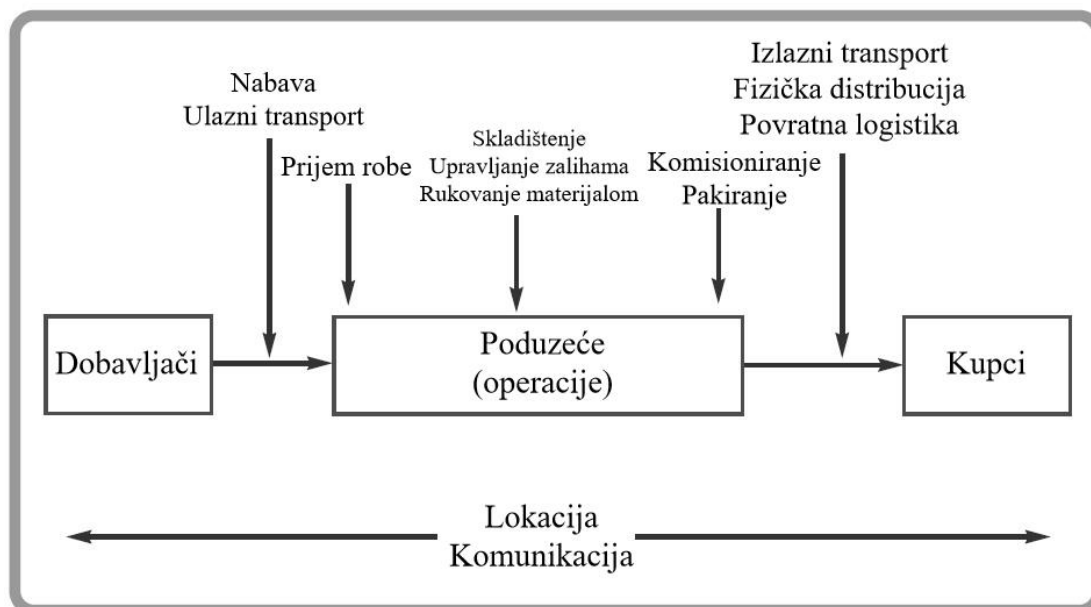 Nabava
Ulazni transport
Prijem robe
Skladištenje
Upravljanje zalihama
Rukovanje materijalom
Komisioniranje
Pakiranje
Izlazni transport
Fizička distribucija
Povratna logistika
Dobavljači
Poduzeće
(operacije)
Kupci
Lokacija
Komunikacija